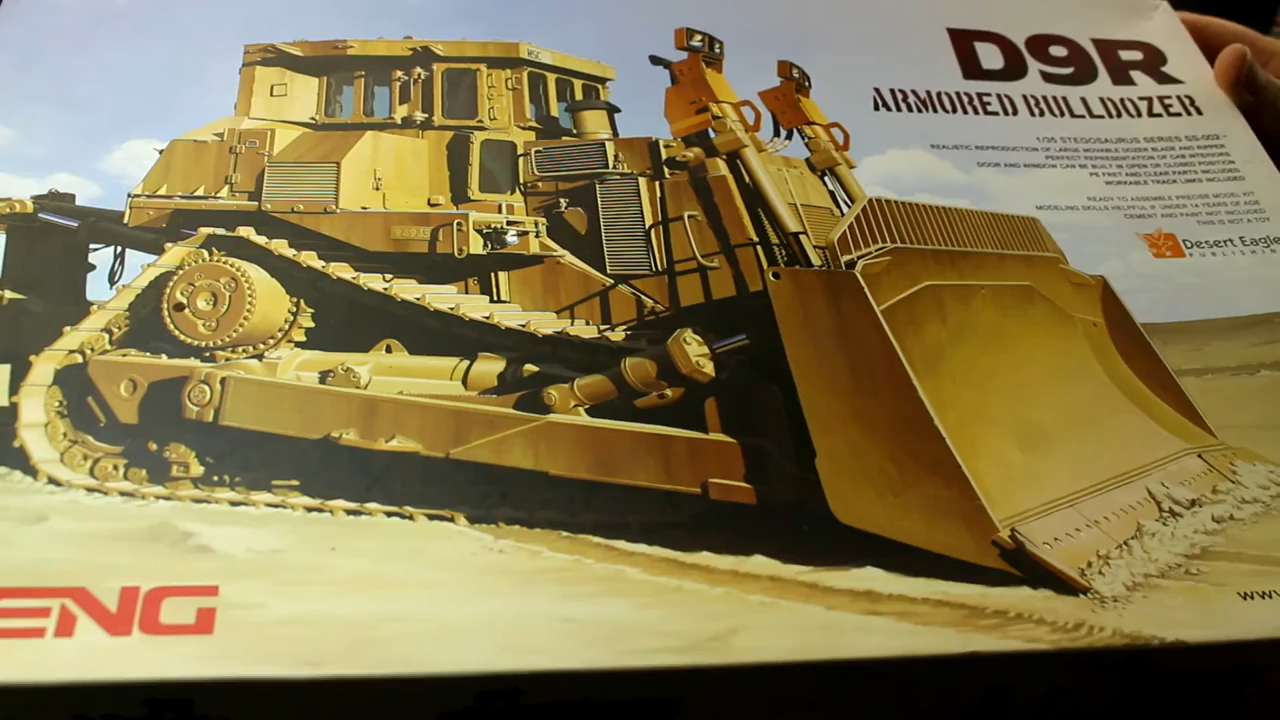 D9R
ARMORED BULLDOZER
1/35 STEGOSAURUS SERIES SS-002
REALISTIC REPRODUCTION OF LARGE MOVABLE DOZER BLADE AND RIPPER
PERFECT REPRESENTATION OF CAB INTERIORS
DOOR AND WINDOW CAN BE BUILT IN OPEN OR CLOSED POSITION
PE FRET AND CLEAR PARTS INCLUDED
WORKABLE TRACK LINKS INCLUDED
READY TO ASSEMBLE PRECISE MODEL KIT
MODELING SKILLS HELPFUL IF UNDER 14 YEARS OF AGE
CEMENT AND PAINT NOT INCLUDED
THIS IS NOT A TOY
Desert Eagle
PUBLISHIN
ENG
www